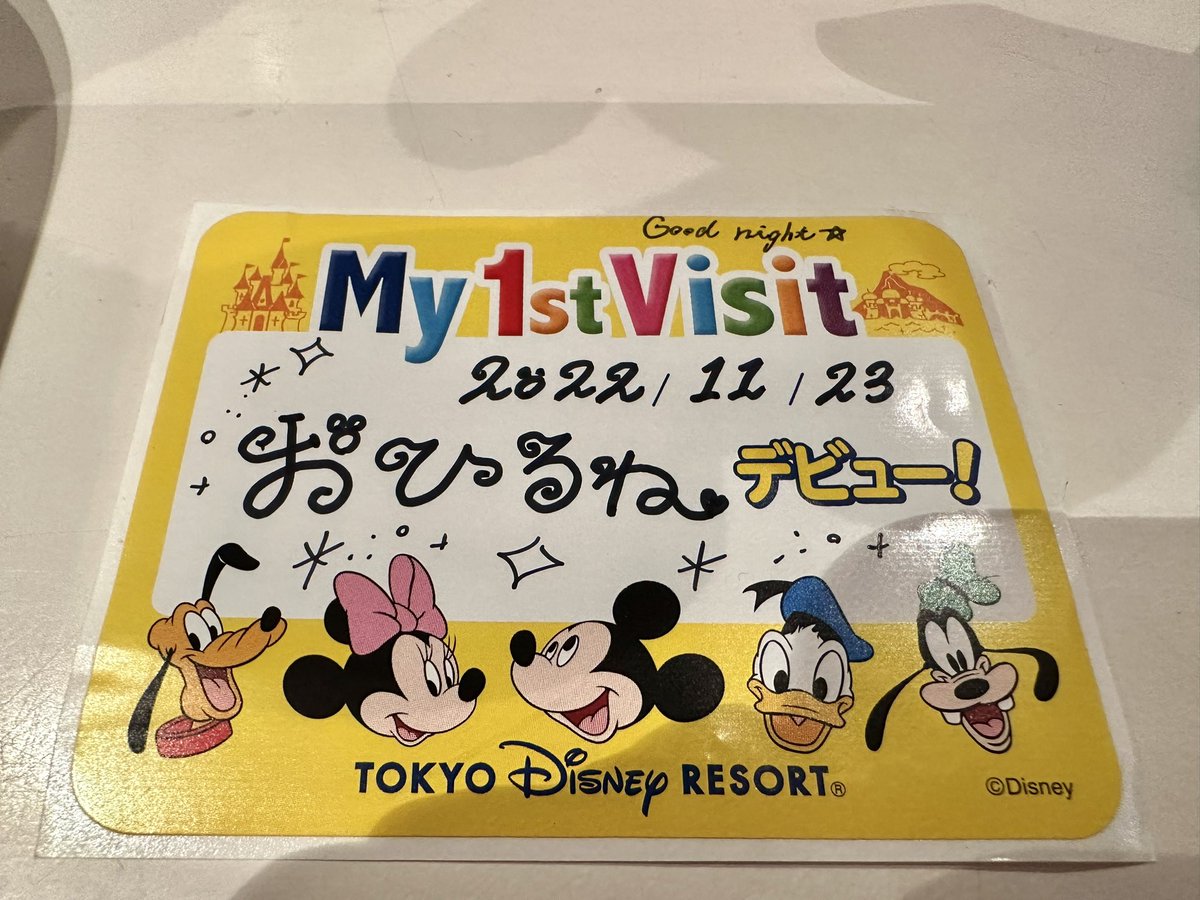 Good night☆
My 1st Visit
2022/11/23
おひるね デビュー!
TOKYO Disney RESORT®
©Disney